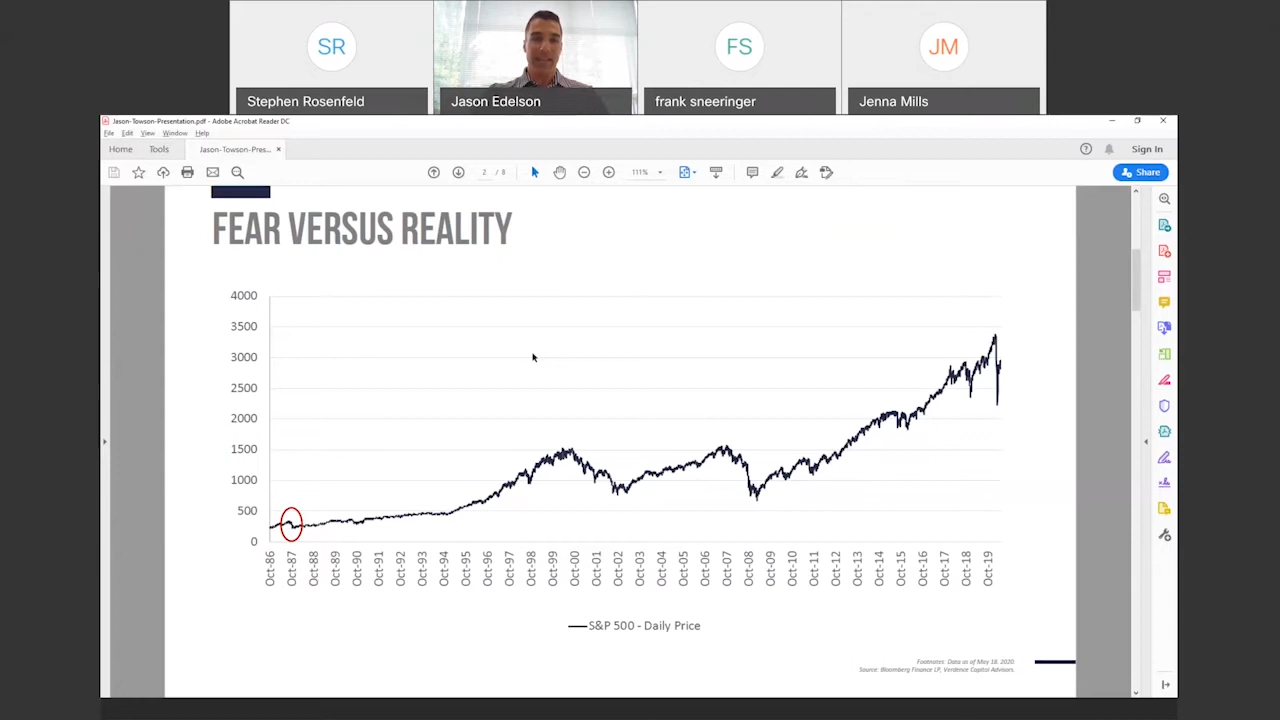 SR
FS
JM
Stephen Rosenfeld
Jason Edelson
frank sneeringer
Jenna Mills
Jason-Towson-Presentation.pdf - Adobe Acrobat Reader DC
File Edit View Window Help
Home Tools Jason-Towson-Pres... × Sign In
2 / 8 111% Share
FEAR VERSUS REALITY
4000
3500
3000
2500
2000
1500
1000
500
0
Oct-86 Oct-87 Oct-88 Oct-89 Oct-90 Oct-91 Oct-92 Oct-93 Oct-94 Oct-95 Oct-96 Oct-97 Oct-98 Oct-99 Oct-00 Oct-01 Oct-02 Oct-03 Oct-04 Oct-05 Oct-06 Oct-07 Oct-08 Oct-09 Oct-10 Oct-11 Oct-12 Oct-13 Oct-14 Oct-15 Oct-16 Oct-17 Oct-18 Oct-19
S&P 500 - Daily Price
Footnotes: Data as of May 18, 2020
Source: Bloomberg Finance LP, Verdence Capital Advisors.